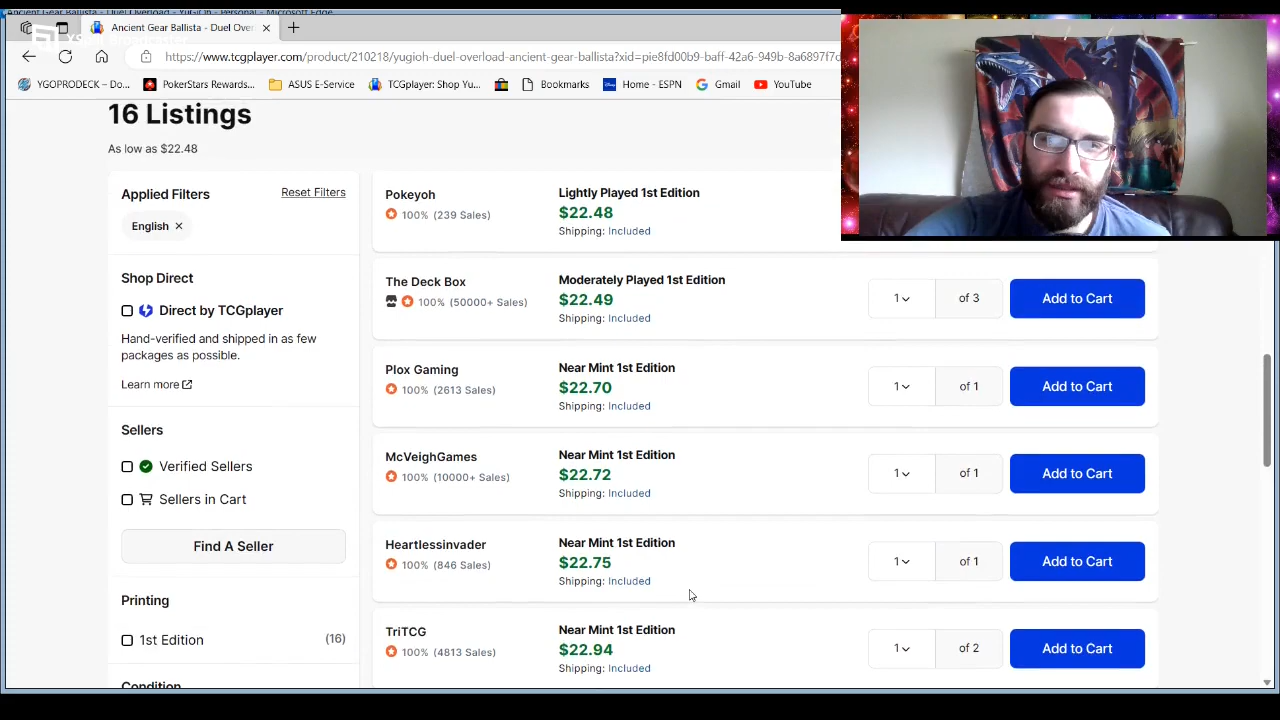 Ancient Gear Ballista - Duel Over
https://www.tcgplayer.com/product/210218/yugioh-duel-overload-ancient-gear-ballista?xid=pie8fd00b9-baff-42a6-949b-8a6897f7c
YGOPRODECK – Do...
PokerStars Rewards...
ASUS E-Service
TCGplayer: Shop Yu...
Bookmarks
Home - ESPN
Gmail
YouTube
16 Listings
As low as $22.48
Applied Filters
Reset Filters
English ×
Shop Direct
Direct by TCGplayer
Hand-verified and shipped in as few
packages as possible.
Learn more
Sellers
Verified Sellers
Sellers in Cart
Find A Seller
Printing
1st Edition
(16)
Condition
Pokeyoh
100% (239 Sales)
Lightly Played 1st Edition
$22.48
Shipping: Included
The Deck Box
100% (50000+ Sales)
Moderately Played 1st Edition
$22.49
Shipping: Included
1
of 3
Add to Cart
Plox Gaming
100% (2613 Sales)
Near Mint 1st Edition
$22.70
Shipping: Included
1
of 1
Add to Cart
McVeighGames
100% (10000+ Sales)
Near Mint 1st Edition
$22.72
Shipping: Included
1
of 1
Add to Cart
Heartlessinvader
100% (846 Sales)
Near Mint 1st Edition
$22.75
Shipping: Included
1
of 1
Add to Cart
TriTCG
100% (4813 Sales)
Near Mint 1st Edition
$22.94
Shipping: Included
1
of 2
Add to Cart